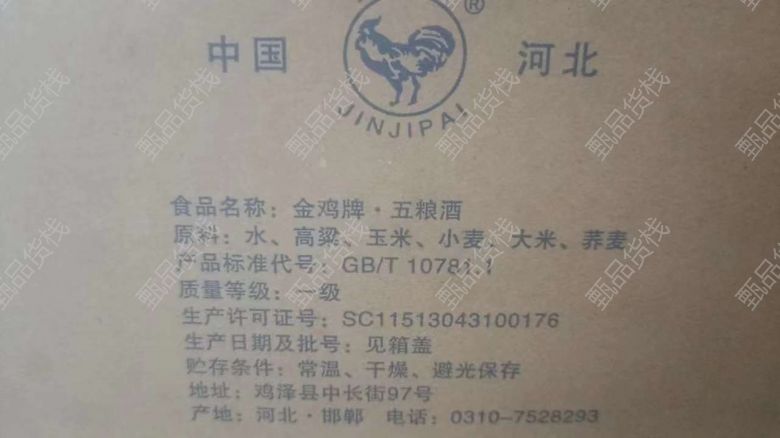 ®
中国
河北
JINJIPAI
食品名称：金鸡牌·五粮酒
原料：水、高粱、玉米、小麦、大米、荞麦
产品标准代号：GB/T 10781.1
质量等级：一级
生产许可证号：SC11513043100176
生产日期及批号：见箱盖
贮存条件：常温、干燥、避光保存
地址：鸡泽县中长街97号
产地：河北·邯郸 电话：0310-7528293
甄品货栈